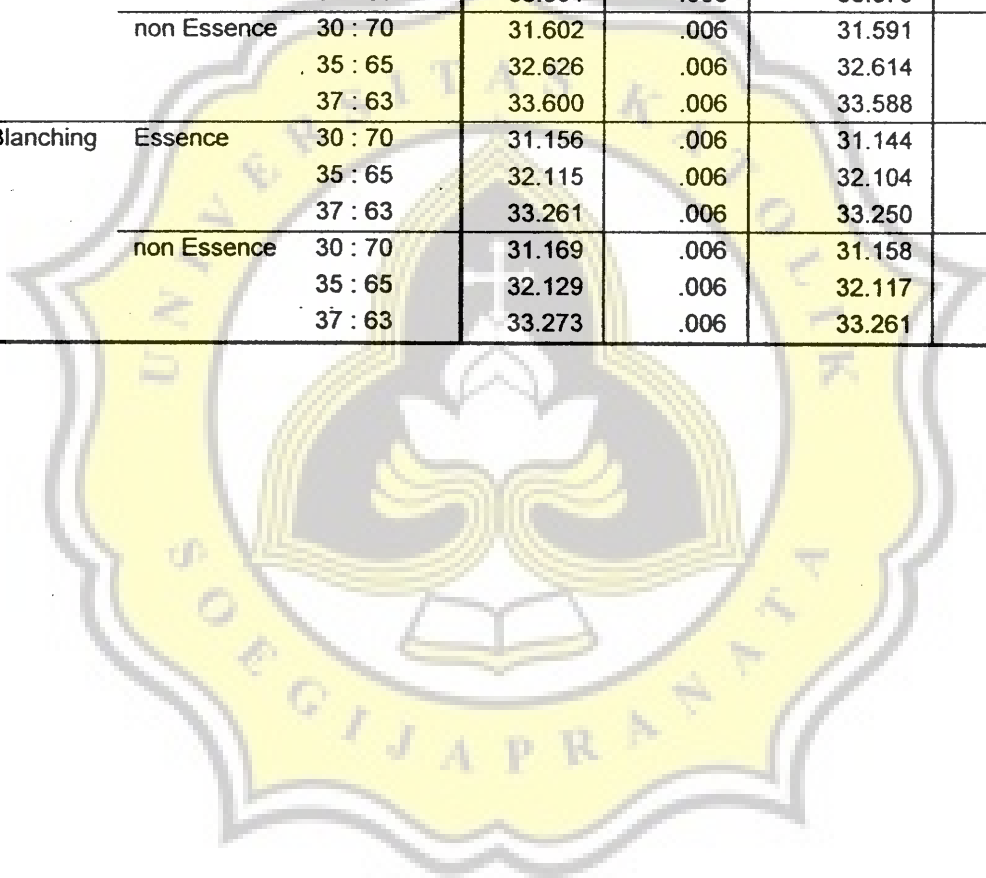 non Essence 30 : 70 31.602 .006 31.591
35 : 65 32.626 .006 32.614
37 : 63 33.600 .006 33.588
Blanching Essence 30 : 70 31.156 .006 31.144
35 : 65 32.115 .006 32.104
37 : 63 33.261 .006 33.250
non Essence 30 : 70 31.169 .006 31.158
35 : 65 32.129 .006 32.117
37 : 63 33.273 .006 33.261
UNIVERSITAS KATOLIK
SOEGIJAPRANATA